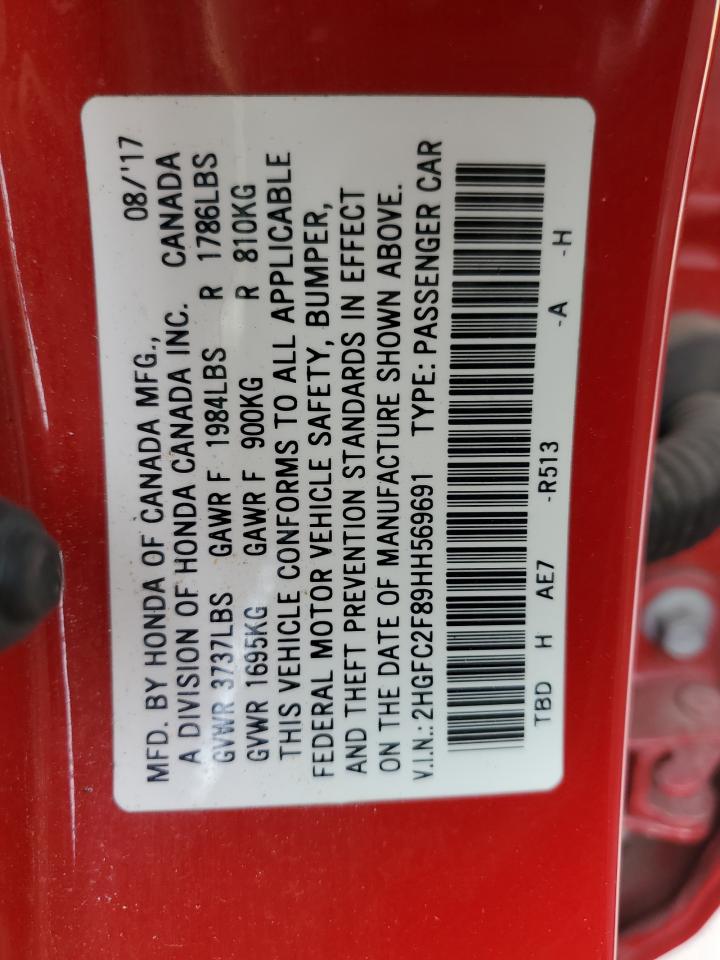 MFD. BY HONDA OF CANADA MFG., 08/'17
A DIVISION OF HONDA CANADA INC. CANADA
GVWR 3737LBS GAWR F 1984LBS R 1786LBS
GVWR 1695KG GAWR F 900KG R 810KG
THIS VEHICLE CONFORMS TO ALL APPLICABLE
FEDERAL MOTOR VEHICLE SAFETY, BUMPER,
AND THEFT PREVENTION STANDARDS IN EFFECT
ON THE DATE OF MANUFACTURE SHOWN ABOVE.
V.I.N.: 2HGFC2F89HH569691 TYPE: PASSENGER CAR
TBD H AE7 -R513 -A -H